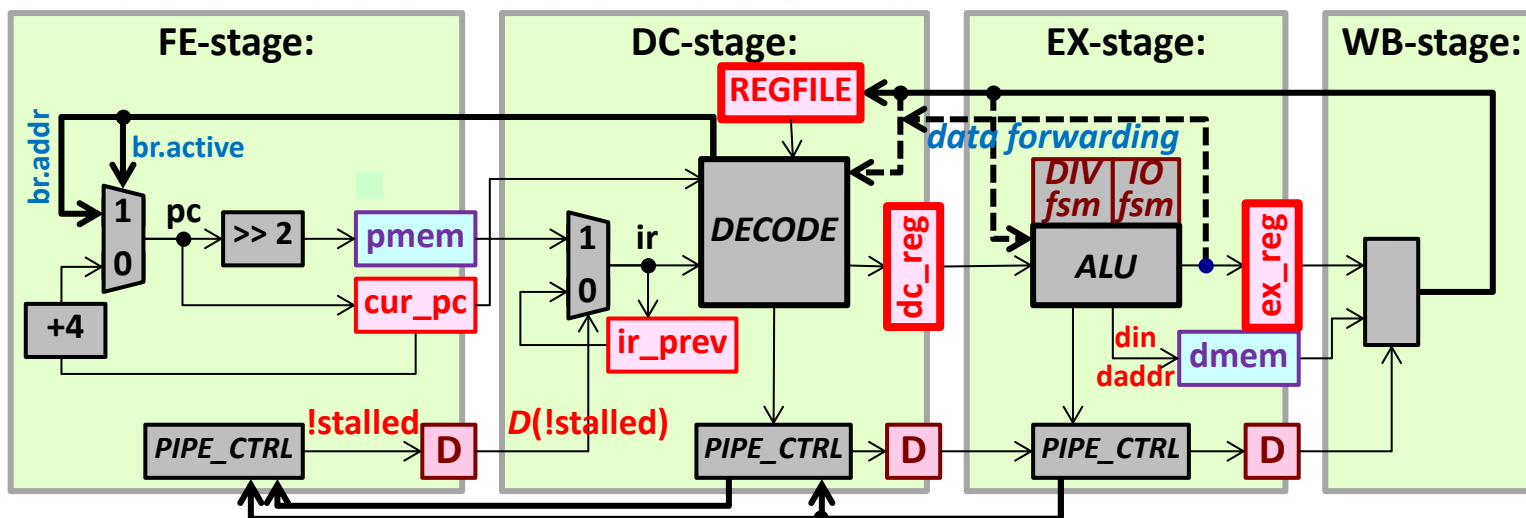 FE-stage:
DC-stage:
EX-stage:
WB-stage:
REGFILE
br.addr
br.active
data forwarding
DIV
fsm
IO
fsm
1
0
pc
>> 2
pmem
1
0
ir
DECODE
dc_reg
ALU
ex_reg
cur_pc
+4
ir_prev
din
daddr
dmem
!stalled
D(!stalled)
PIPE_CTRL
D
PIPE_CTRL
D
PIPE_CTRL
D